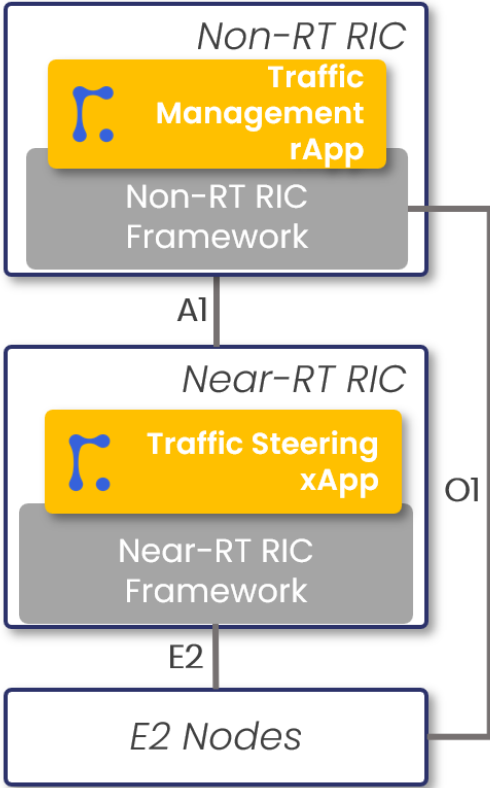 Non-RT RIC
Traffic
Management
rApp
Non-RT RIC
Framework
A1
Near-RT RIC
Traffic Steering
xApp
O1
Near-RT RIC
Framework
E2
E2 Nodes